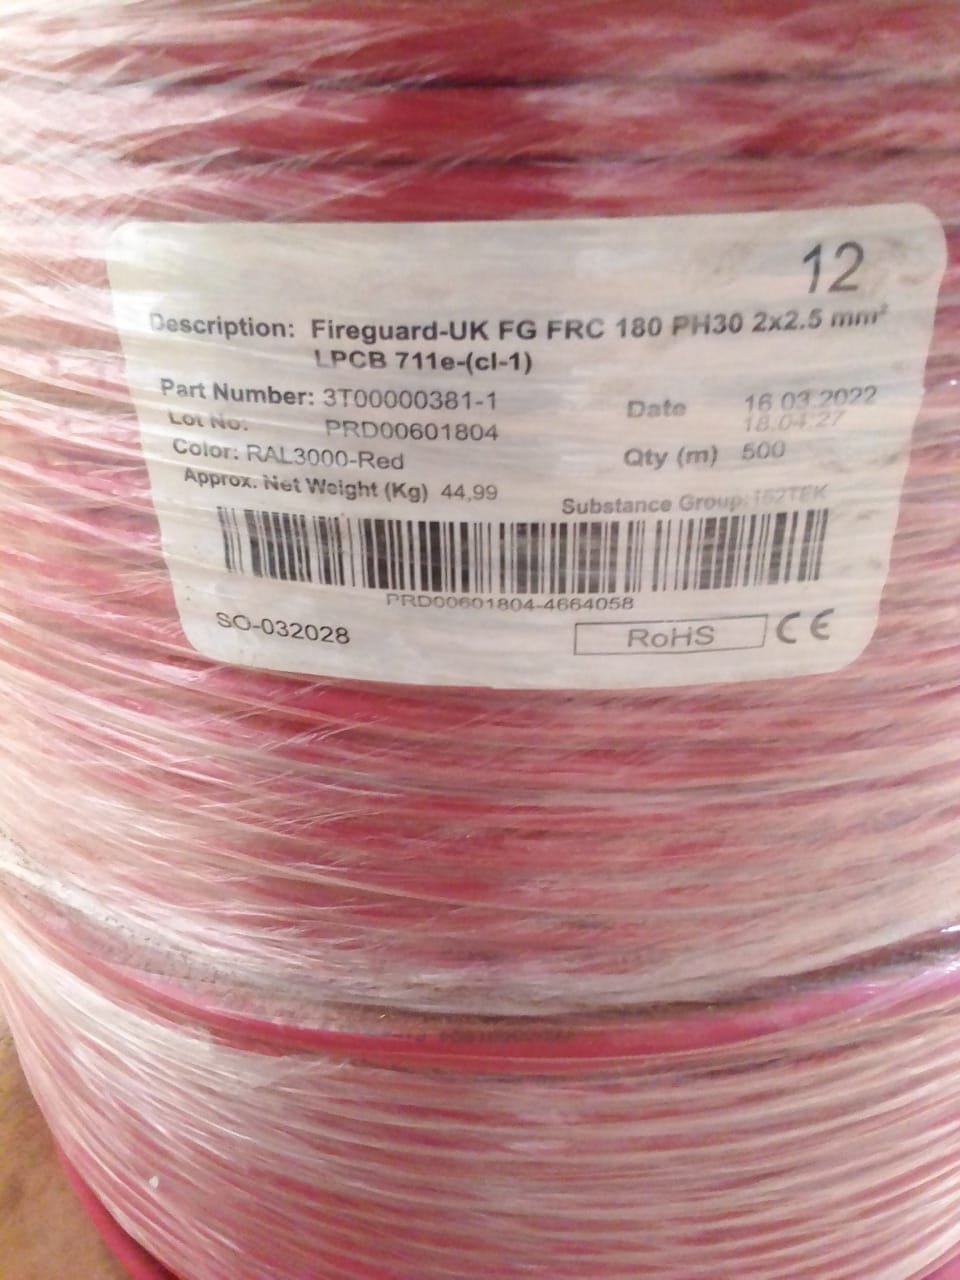 12
Description: Fireguard-UK FG FRC 180 PH30 2x2.5 mm²
LPCB 711e-(cl-1)
Part Number: 3T00000381-1
Date 16.03.2022
18:04:27
Lot No: PRD00601804
Color: RAL3000-Red
Qty (m) 500
Approx. Net Weight (Kg) 44,99
Substance Group: 162TEK
PRD00601804-4664058
SO-032028
RoHS CE